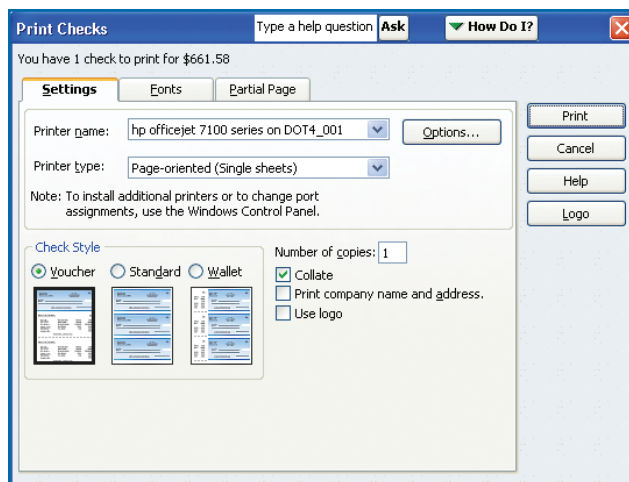 Print Checks
Type a help question Ask How Do I?
You have 1 check to print for $661.58
Settings Fonts Partial Page
Printer name: hp officejet 7100 series on DOT4_001 Options...
Printer type: Page-oriented (Single sheets)
Note: To install additional printers or to change port
assignments, use the Windows Control Panel.
Print
Cancel
Help
Logo
Check Style
Voucher Standard Wallet
Number of copies: 1
Collate
Print company name and address.
Use logo